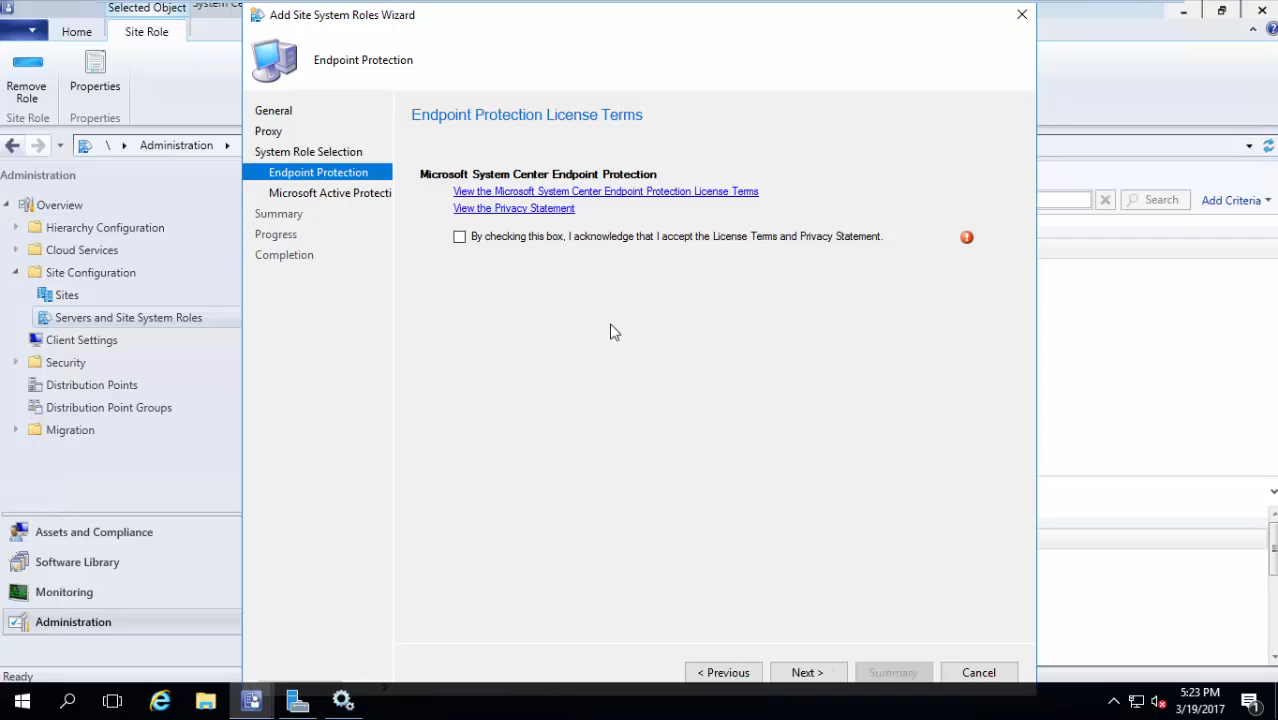 Selected Object
System Ce
Add Site System Roles Wizard
Home
Site Role
Remove
Role
Properties
Site Role
Properties
\
Administration
Administration
Overview
Hierarchy Configuration
Cloud Services
Site Configuration
Sites
Servers and Site System Roles
Client Settings
Security
Distribution Points
Distribution Point Groups
Migration
Assets and Compliance
Software Library
Monitoring
Administration
Ready
Endpoint Protection
General
Proxy
System Role Selection
Endpoint Protection
Microsoft Active Protecti
Summary
Progress
Completion
Endpoint Protection License Terms
Microsoft System Center Endpoint Protection
View the Microsoft System Center Endpoint Protection License Terms
View the Privacy Statement
By checking this box, I acknowledge that I accept the License Terms and Privacy Statement.
< Previous
Next >
Summary
Cancel
Search
Add Criteria
5:23 PM
3/19/2017
1